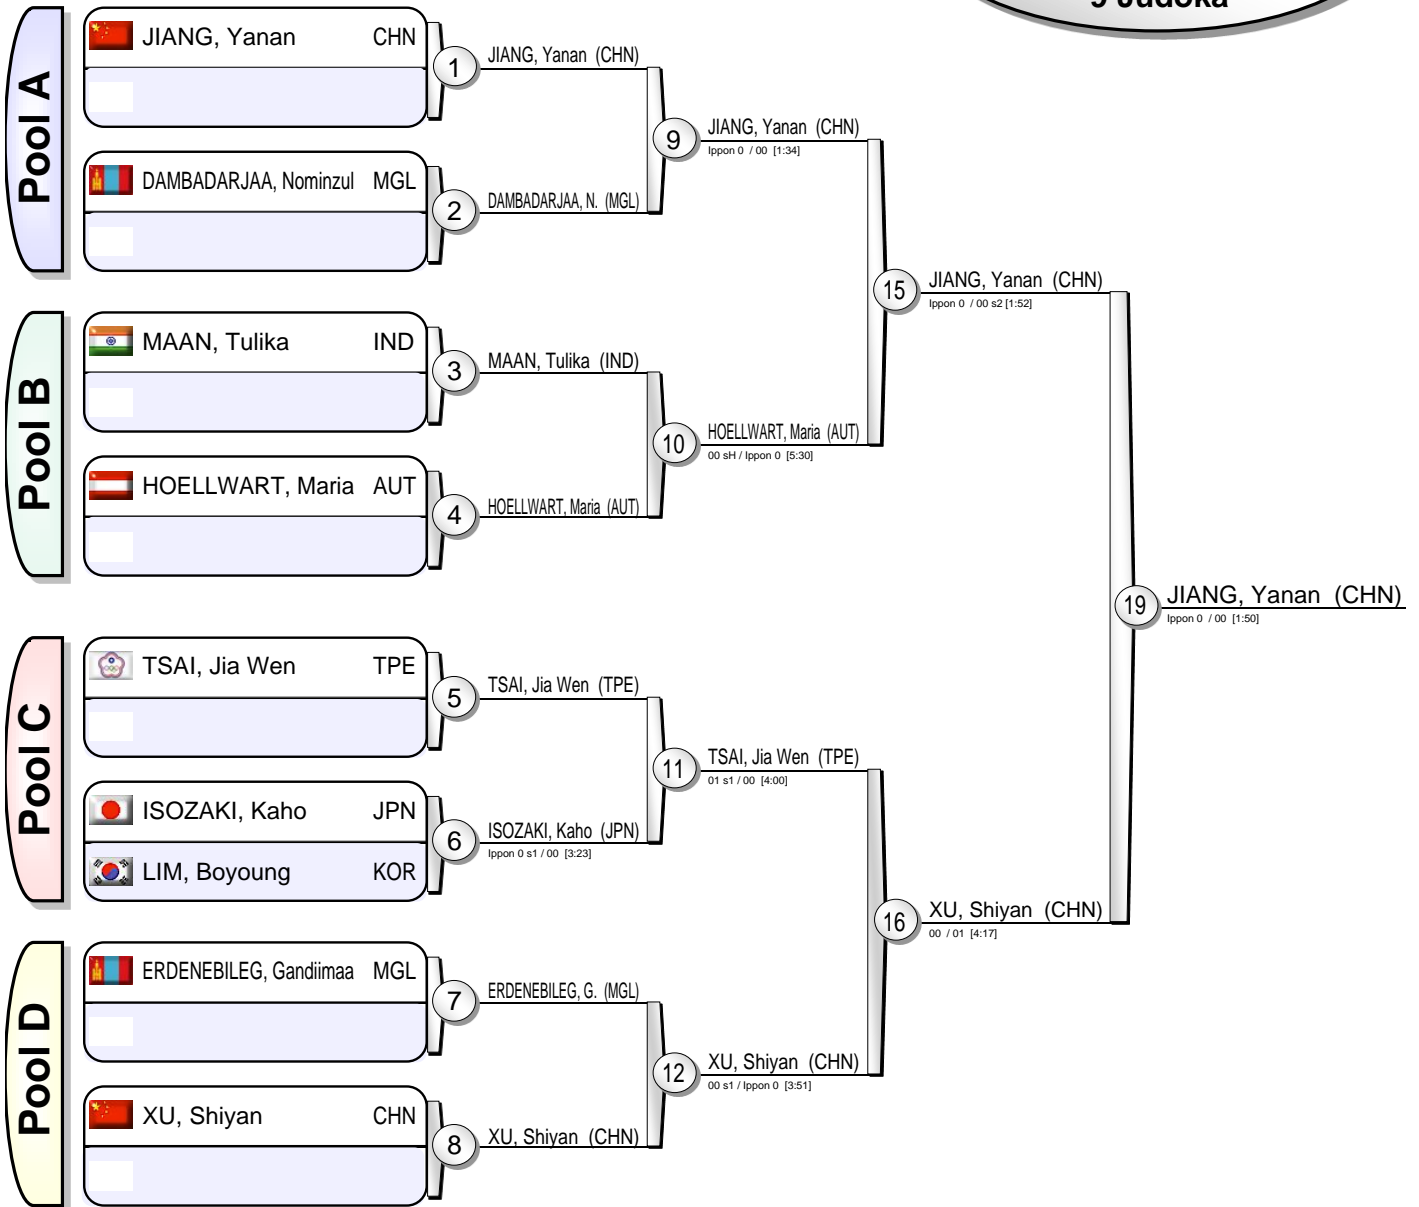 9 Judoka
Pool A
JIANG, Yanan CHN
1
JIANG, Yanan (CHN)
DAMBADARJAA, Nominzul MGL
2
DAMBADARJAA, N. (MGL)
9
JIANG, Yanan (CHN)
Ippon 0 / 00 [1:34]
Pool B
MAAN, Tulika IND
3
MAAN, Tulika (IND)
HOELLWART, Maria AUT
4
HOELLWART, Maria (AUT)
10
HOELLWART, Maria (AUT)
00 sH / Ippon 0 [5:30]
15
JIANG, Yanan (CHN)
Ippon 0 / 00 s2 [1:52]
Pool C
TSAI, Jia Wen TPE
5
TSAI, Jia Wen (TPE)
ISOZAKI, Kaho JPN
LIM, Boyoung KOR
6
ISOZAKI, Kaho (JPN)
Ippon 0 s1 / 00 [3:23]
11
TSAI, Jia Wen (TPE)
01 s1 / 00 [4:00]
Pool D
ERDENEBILEG, Gandiimaa MGL
7
ERDENEBILEG, G. (MGL)
XU, Shiyan CHN
8
XU, Shiyan (CHN)
12
XU, Shiyan (CHN)
00 s1 / Ippon 0 [3:51]
16
XU, Shiyan (CHN)
00 / 01 [4:17]
19
JIANG, Yanan (CHN)
Ippon 0 / 00 [1:50]